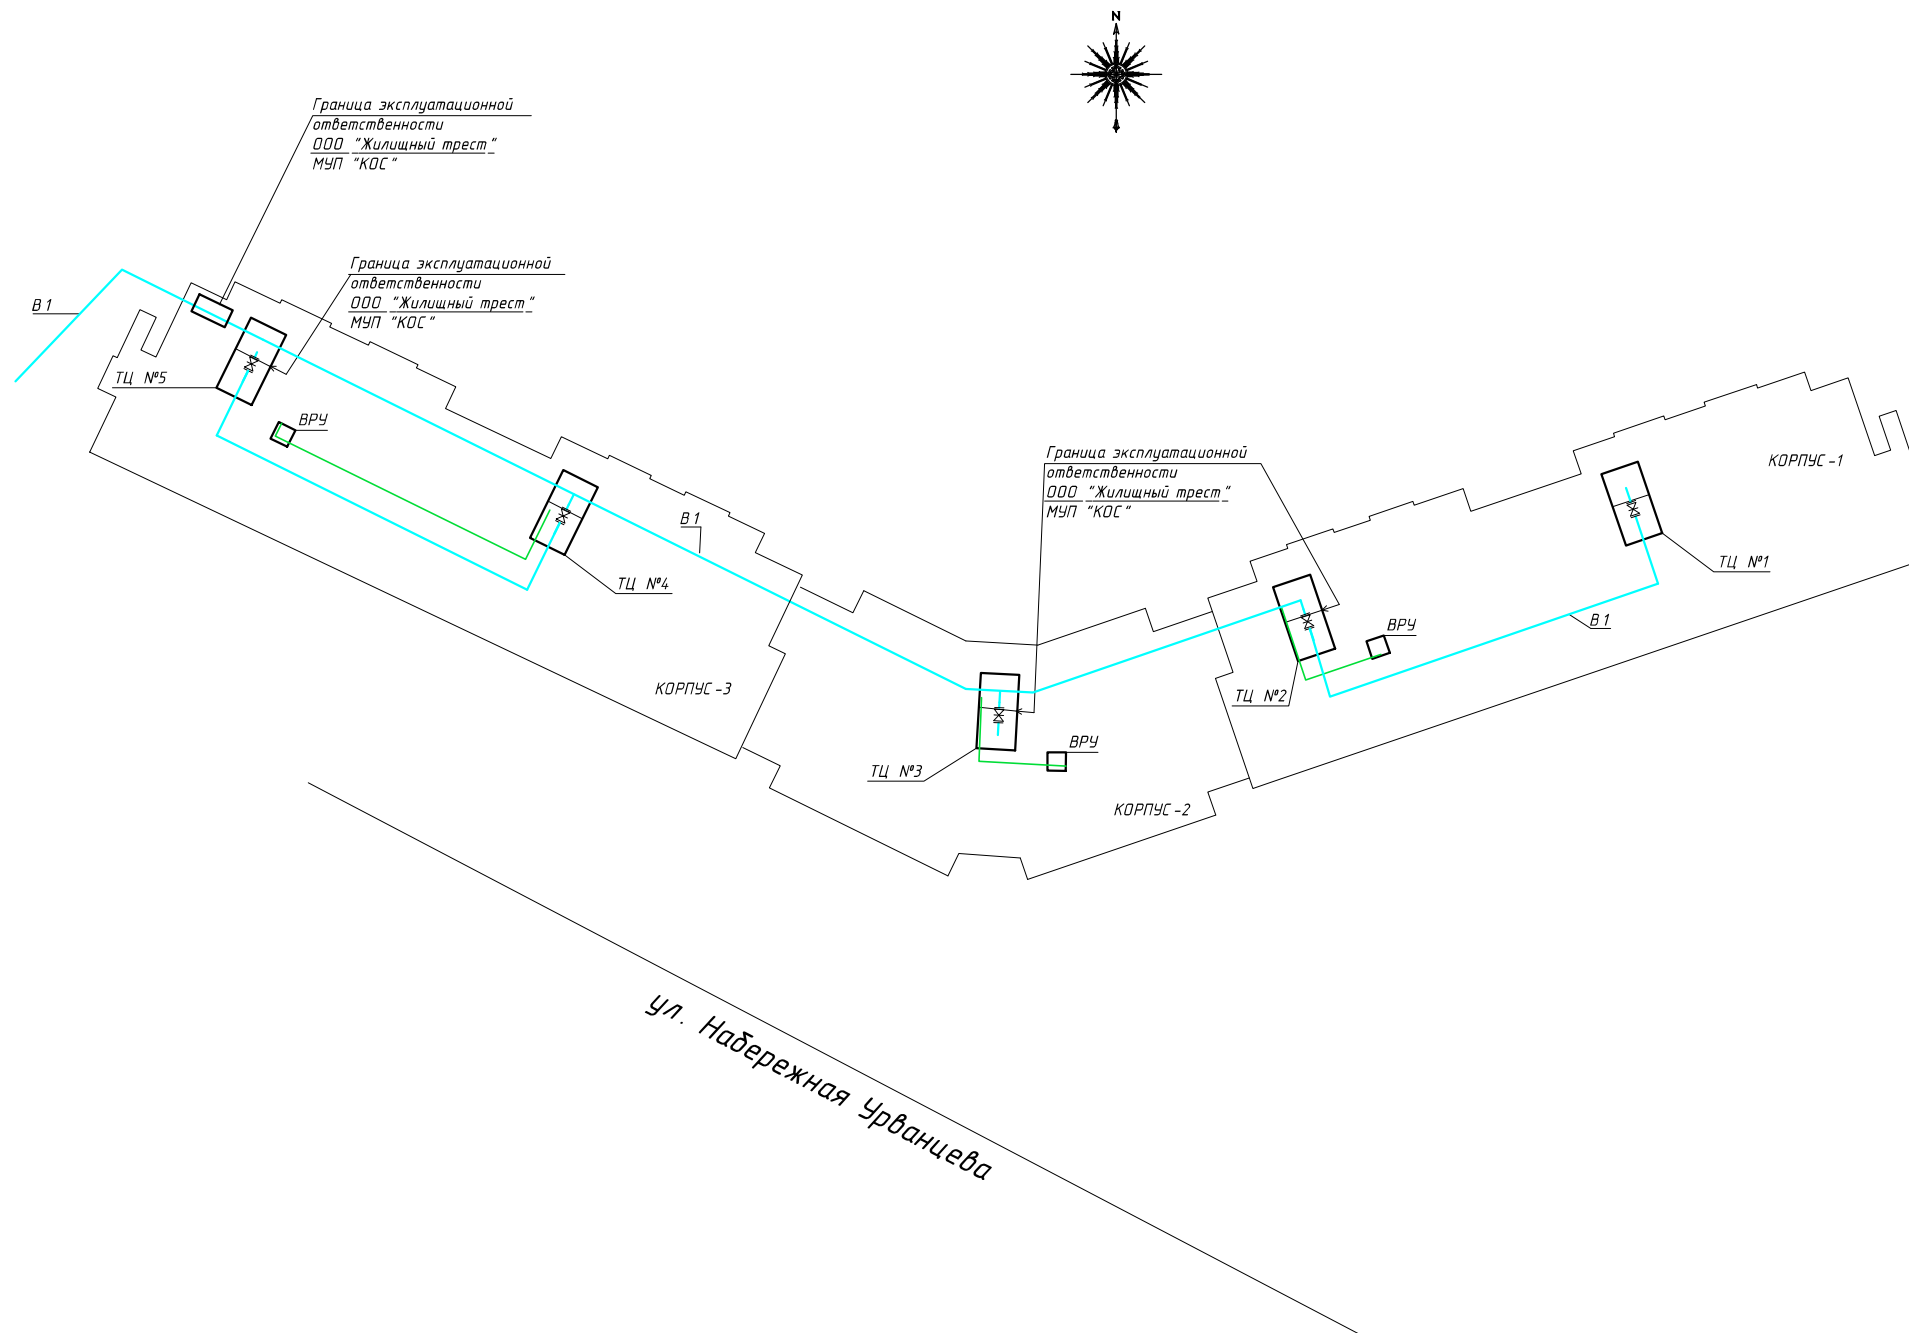 N
Граница эксплуатационной
ответственности
ООО "Жилищный трест"
МУП "КОС"
Граница эксплуатационной
ответственности
ООО "Жилищный трест"
МУП "КОС"
В1
ТЦ №5
ВРУ
Граница эксплуатационной
ответственности
ООО "Жилищный трест"
МУП "КОС"
КОРПУС-1
В1
ТЦ №1
ТЦ №4
В1
ВРУ
КОРПУС-3
ТЦ №2
ВРУ
ТЦ №3
КОРПУС-2
ул. Набережная Урванцева